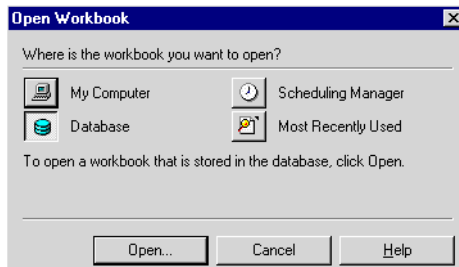 Open Workbook
Where is the workbook you want to open?
My Computer
Scheduling Manager
Database
Most Recently Used
To open a workbook that is stored in the database, click Open.
Open...
Cancel
Help